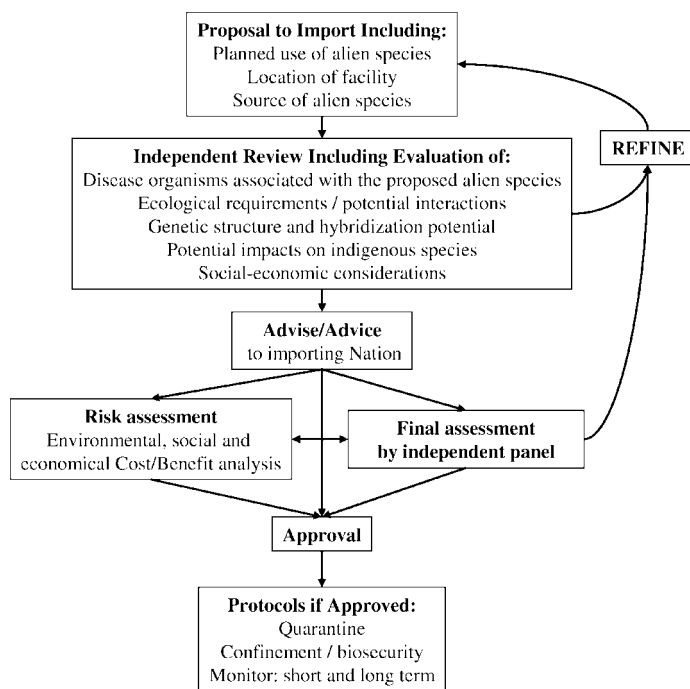 Proposal to Import Including:
Planned use of alien species
Location of facility
Source of alien species
REFINE
Independent Review Including Evaluation of:
Disease organisms associated with the proposed alien species
Ecological requirements / potential interactions
Genetic structure and hybridization potential
Potential impacts on indigenous species
Social-economic considerations
Advise/Advice
to importing Nation
Risk assessment
Environmental, social and
economical Cost/Benefit analysis
Final assessment
by independent panel
Approval
Protocols if Approved:
Quarantine
Confinement / biosecurity
Monitor: short and long term